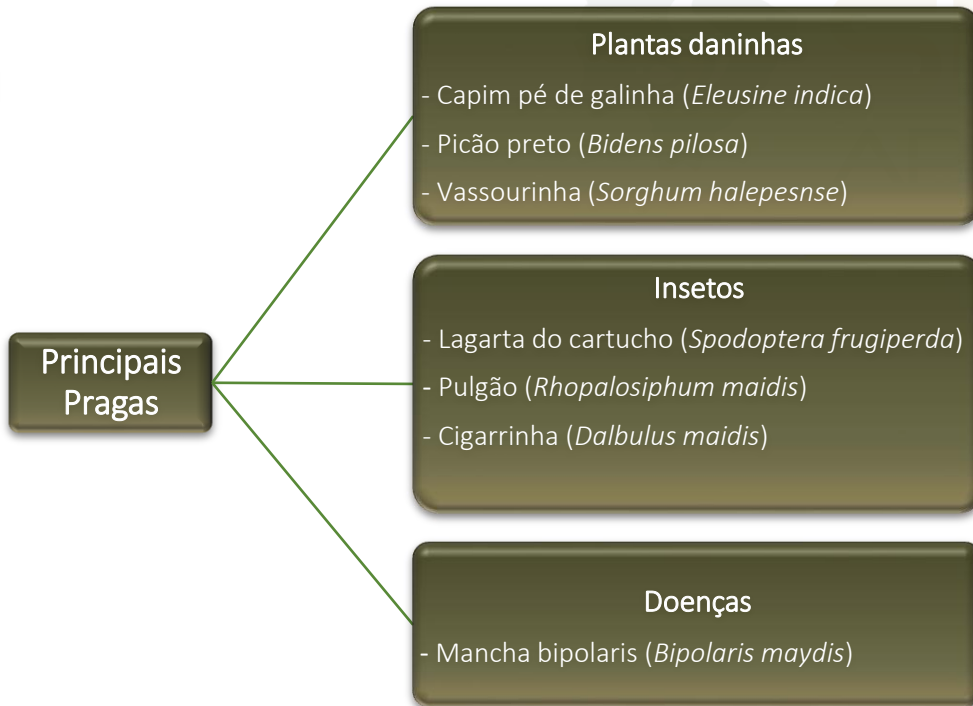 Principais
Pragas
Plantas daninhas
- Capim pé de galinha (Eleusine indica)
- Picão preto (Bidens pilosa)
- Vassourinha (Sorghum halepesnse)
Insetos
- Lagarta do cartucho (Spodoptera frugiperda)
- Pulgão (Rhopalosiphum maidis)
- Cigarrinha (Dalbulus maidis)
Doenças
- Mancha bipolaris (Bipolaris maydis)